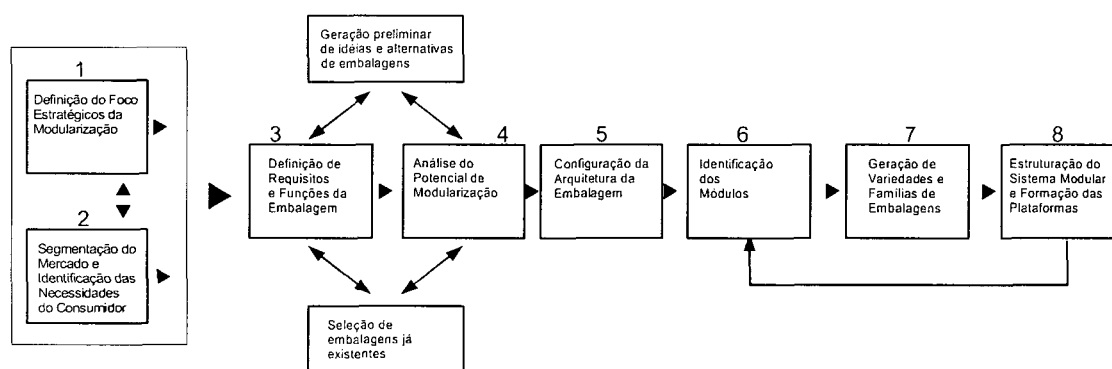 Geração preliminar
de idéias e alternativas
de embalagens
1
Definição do Foco
Estratégicos da
Modularização
2
Segmentação do
Mercado e
Identificação das
Necessidades
do Consumidor
3
Definição de
Requisitos
e Funções da
Embalagem
4
Análise do
Potencial de
Modularização
5
Configuração da
Arquitetura da
Embalagem
6
Identificação
dos
Módulos
7
Geração de
Variedades e
Famílias de
Embalagens
8
Estruturação do
Sistema Modular
e Formação das
Plataformas
Seleção de
embalagens já
existentes